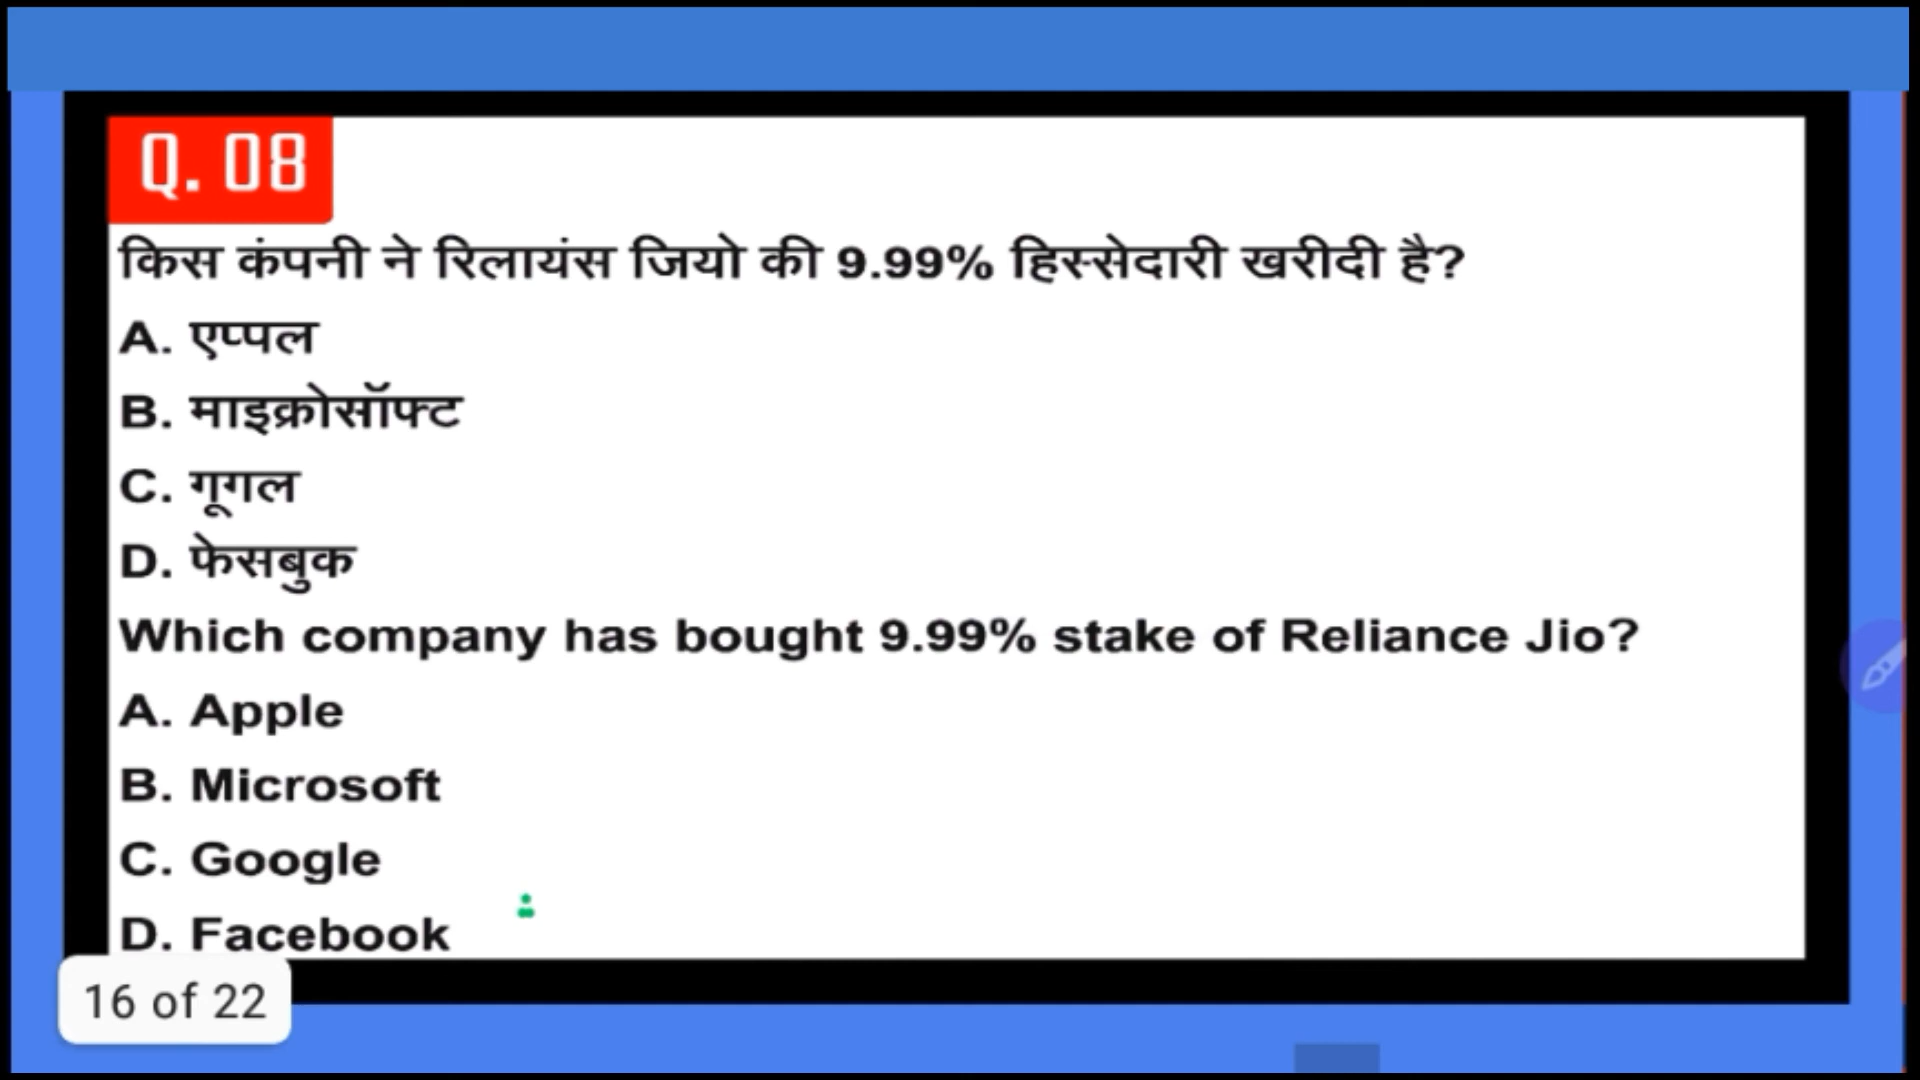 Q. 08
किस कंपनी ने रिलायंस जियो की 9.99% हिस्सेदारी खरीदी है?
A. एप्पल
B. माइक्रोसॉफ्ट
C. गूगल
D. फेसबुक
Which company has bought 9.99% stake of Reliance Jio?
A. Apple
B. Microsoft
C. Google
D. Facebook
16 of 22